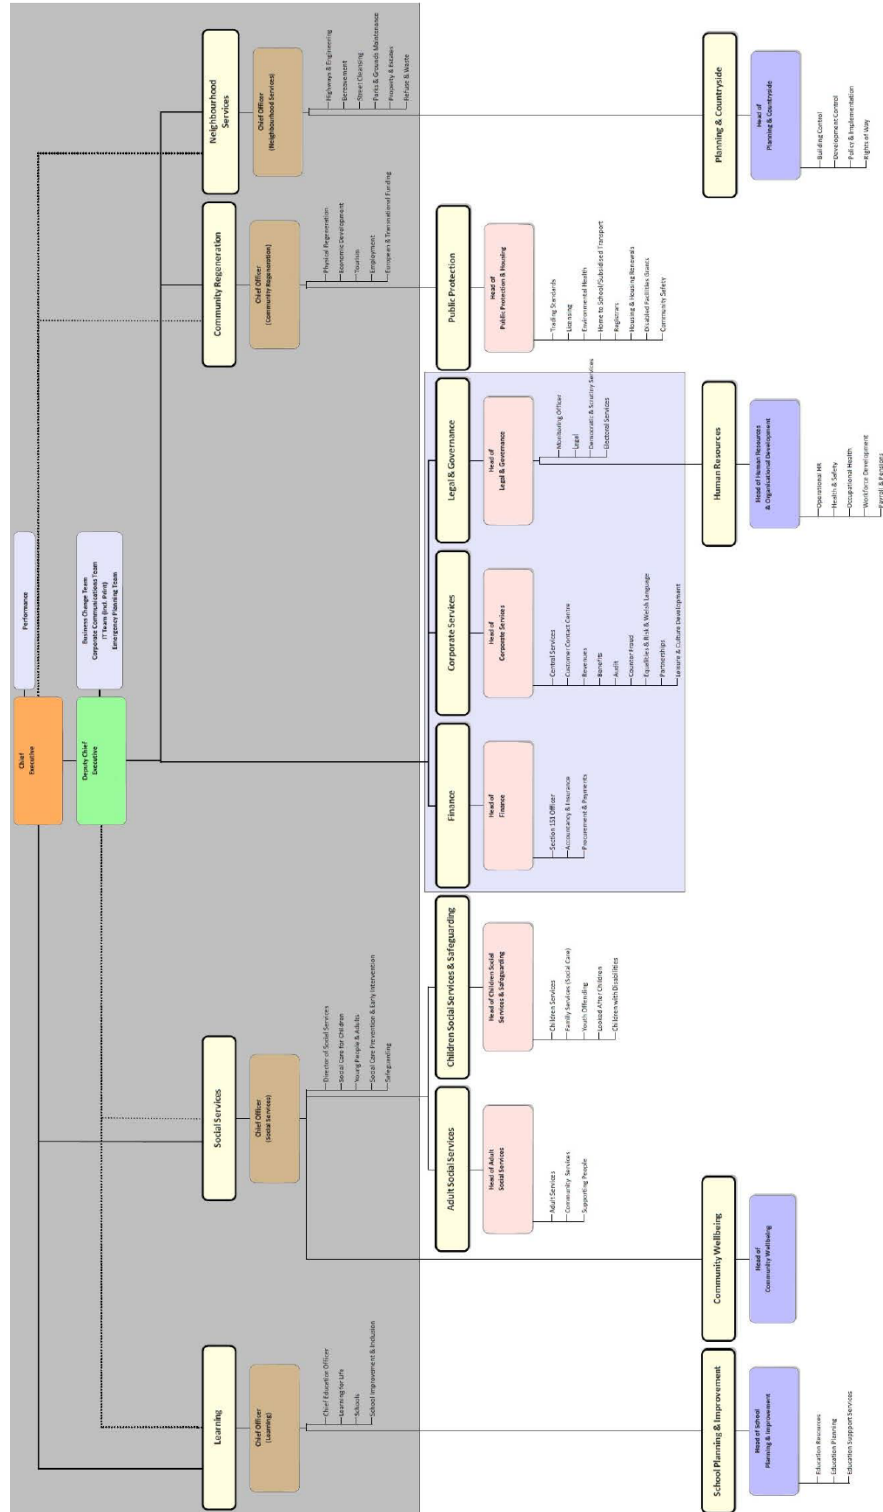 Chief
Executive
Performance
Deputy Chief
Executive
Business Change Team
Corporate Communications Team
IT Team (incl. Print)
Emergency Planning Team
Learning
Chief Officer
(Learning)
Chief Education Officer
Learning for Life
Schools
School Improvement & Inclusion
Social Services
Chief Officer
(Social Services)
Director of Social Services
Social Care for Children
Young People & Adults
Social Care Prevention & Early Intervention
Safeguarding
Community Regeneration
Chief Officer
(Community Regeneration)
Physical Regeneration
Economic Development
Tourism
Employment
European & Transnational Funding
Neighbourhood
Services
Chief Officer
(Neighbourhood Services)
Highways & Engineering
Bereavement
Street Cleansing
Parks & Grounds Maintenance
Property & Estates
Refuse & Waste
Adult Social Services
Head of Adult
Social Services
Adult Services
Community Services
Supporting People
Children Social Services & Safeguarding
Head of Children Social
Services & Safeguarding
Children Services
Family Services (Social Care)
Youth Offending
Looked After Children
Children with Disabilities
Finance
Head of
Finance
Section 151 Officer
Accountancy & Insurance
Procurement & Payments
Corporate Services
Head of
Corporate Services
Central Services
Customer Contact Centre
Revenues
Benefits
Audit
Counter Fraud
Equalities & Risk & Welsh Language
Partnerships
Leisure & Culture Development
Legal & Governance
Head of
Legal & Governance
Monitoring Officer
Legal
Democratic & Scrutiny Services
Electoral Services
Public Protection
Head of
Public Protection & Housing
Trading Standards
Licensing
Environmental Health
Home to School/Subsidised Transport
Registrars
Housing & Housing Renewals
Disabled Facilities Grants
Community Safety
School Planning & Improvement
Head of School
Planning & Improvement
Education Resources
Education Planning
Education Suppport Services
Community Wellbeing
Head of
Community Wellbeing
Human Resources
Head of Human Resources
& Organisational Development
Operational HR
Health & Safety
Occupational Health
Workforce Development
Payroll & Pensions
Planning & Countryside
Head of
Planning & Countryside
Building Control
Development Control
Policy & Implementation
Rights of Way